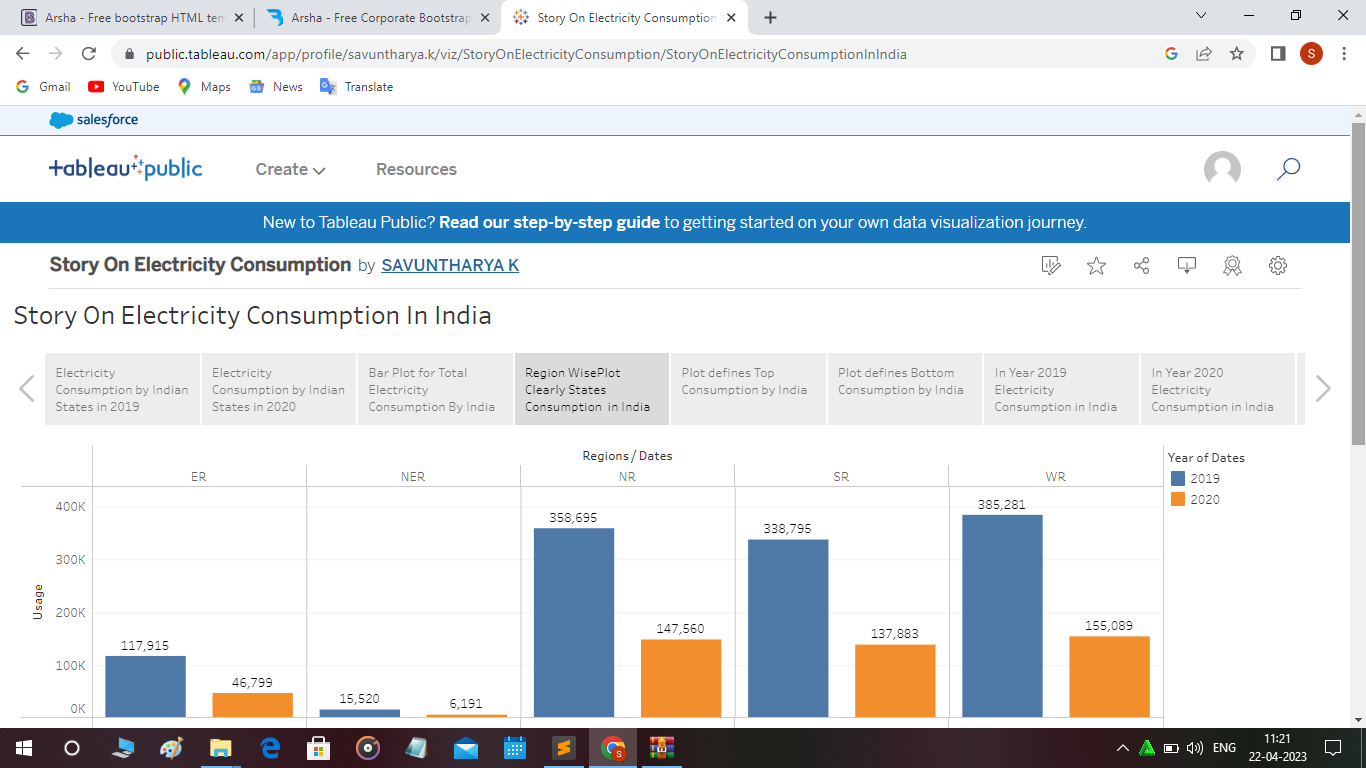 Arsha - Free bootstrap HTML ten
Arsha - Free Corporate Bootstrap
Story On Electricity Consumption
public.tableau.com/app/profile/savuntharya.k/viz/StoryOnElectricityConsumption/StoryOnElectricityConsumptionInIndia
S
Gmail YouTube Maps News Translate
salesforce
+ableau public
Create Resources
New to Tableau Public? Read our step-by-step guide to getting started on your own data visualization journey.
Story On Electricity Consumption by SAVUNTHARYA K
Story On Electricity Consumption In India
Electricity
Consumption by Indian
States in 2019
Electricity
Consumption by Indian
States in 2020
Bar Plot for Total
Electricity
Consumption By India
Region WisePlot
Clearly States
Consumption in India
Plot defines Top
Consumption by India
Plot defines Bottom
Consumption by India
In Year 2019
Electricity
Consumption in India
In Year 2020
Electricity
Consumption in India
Regions / Dates
ER NER NR SR WR
Year of Dates
2019
2020
Usage
400K
300K
200K
100K
0K
117,915
46,799
15,520
6,191
358,695
147,560
338,795
137,883
385,281
155,089
ENG
11:21
22-04-2023